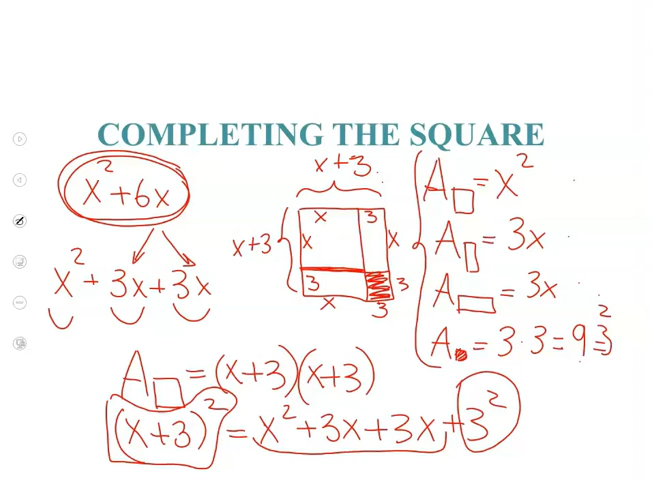 COMPLETING THE SQUARE
x² + 6x
x² + 3x + 3x
x+3
x+3
x 3
x x
3 3
x 3
A□ = x²
A▯ = 3x
A▭ = 3x
A■ = 3·3 = 9 = 3²
A□ = (x+3)(x+3)
(x+3)² = x² + 3x + 3x + 3²